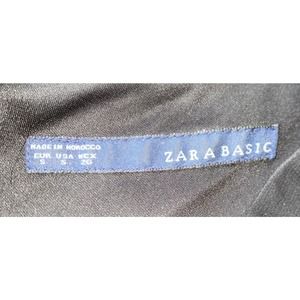 MADE IN MOROCCO
EUR USA MEX
S S 26
ZARA BASIC